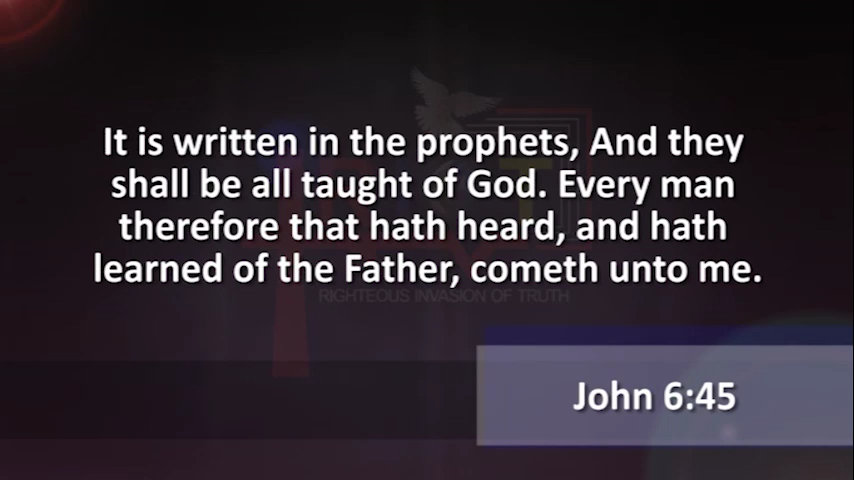 It is written in the prophets, And they
shall be all taught of God. Every man
therefore that hath heard, and hath
learned of the Father, cometh unto me.
RIGHTEOUS INVASION OF TRUTH
John 6:45